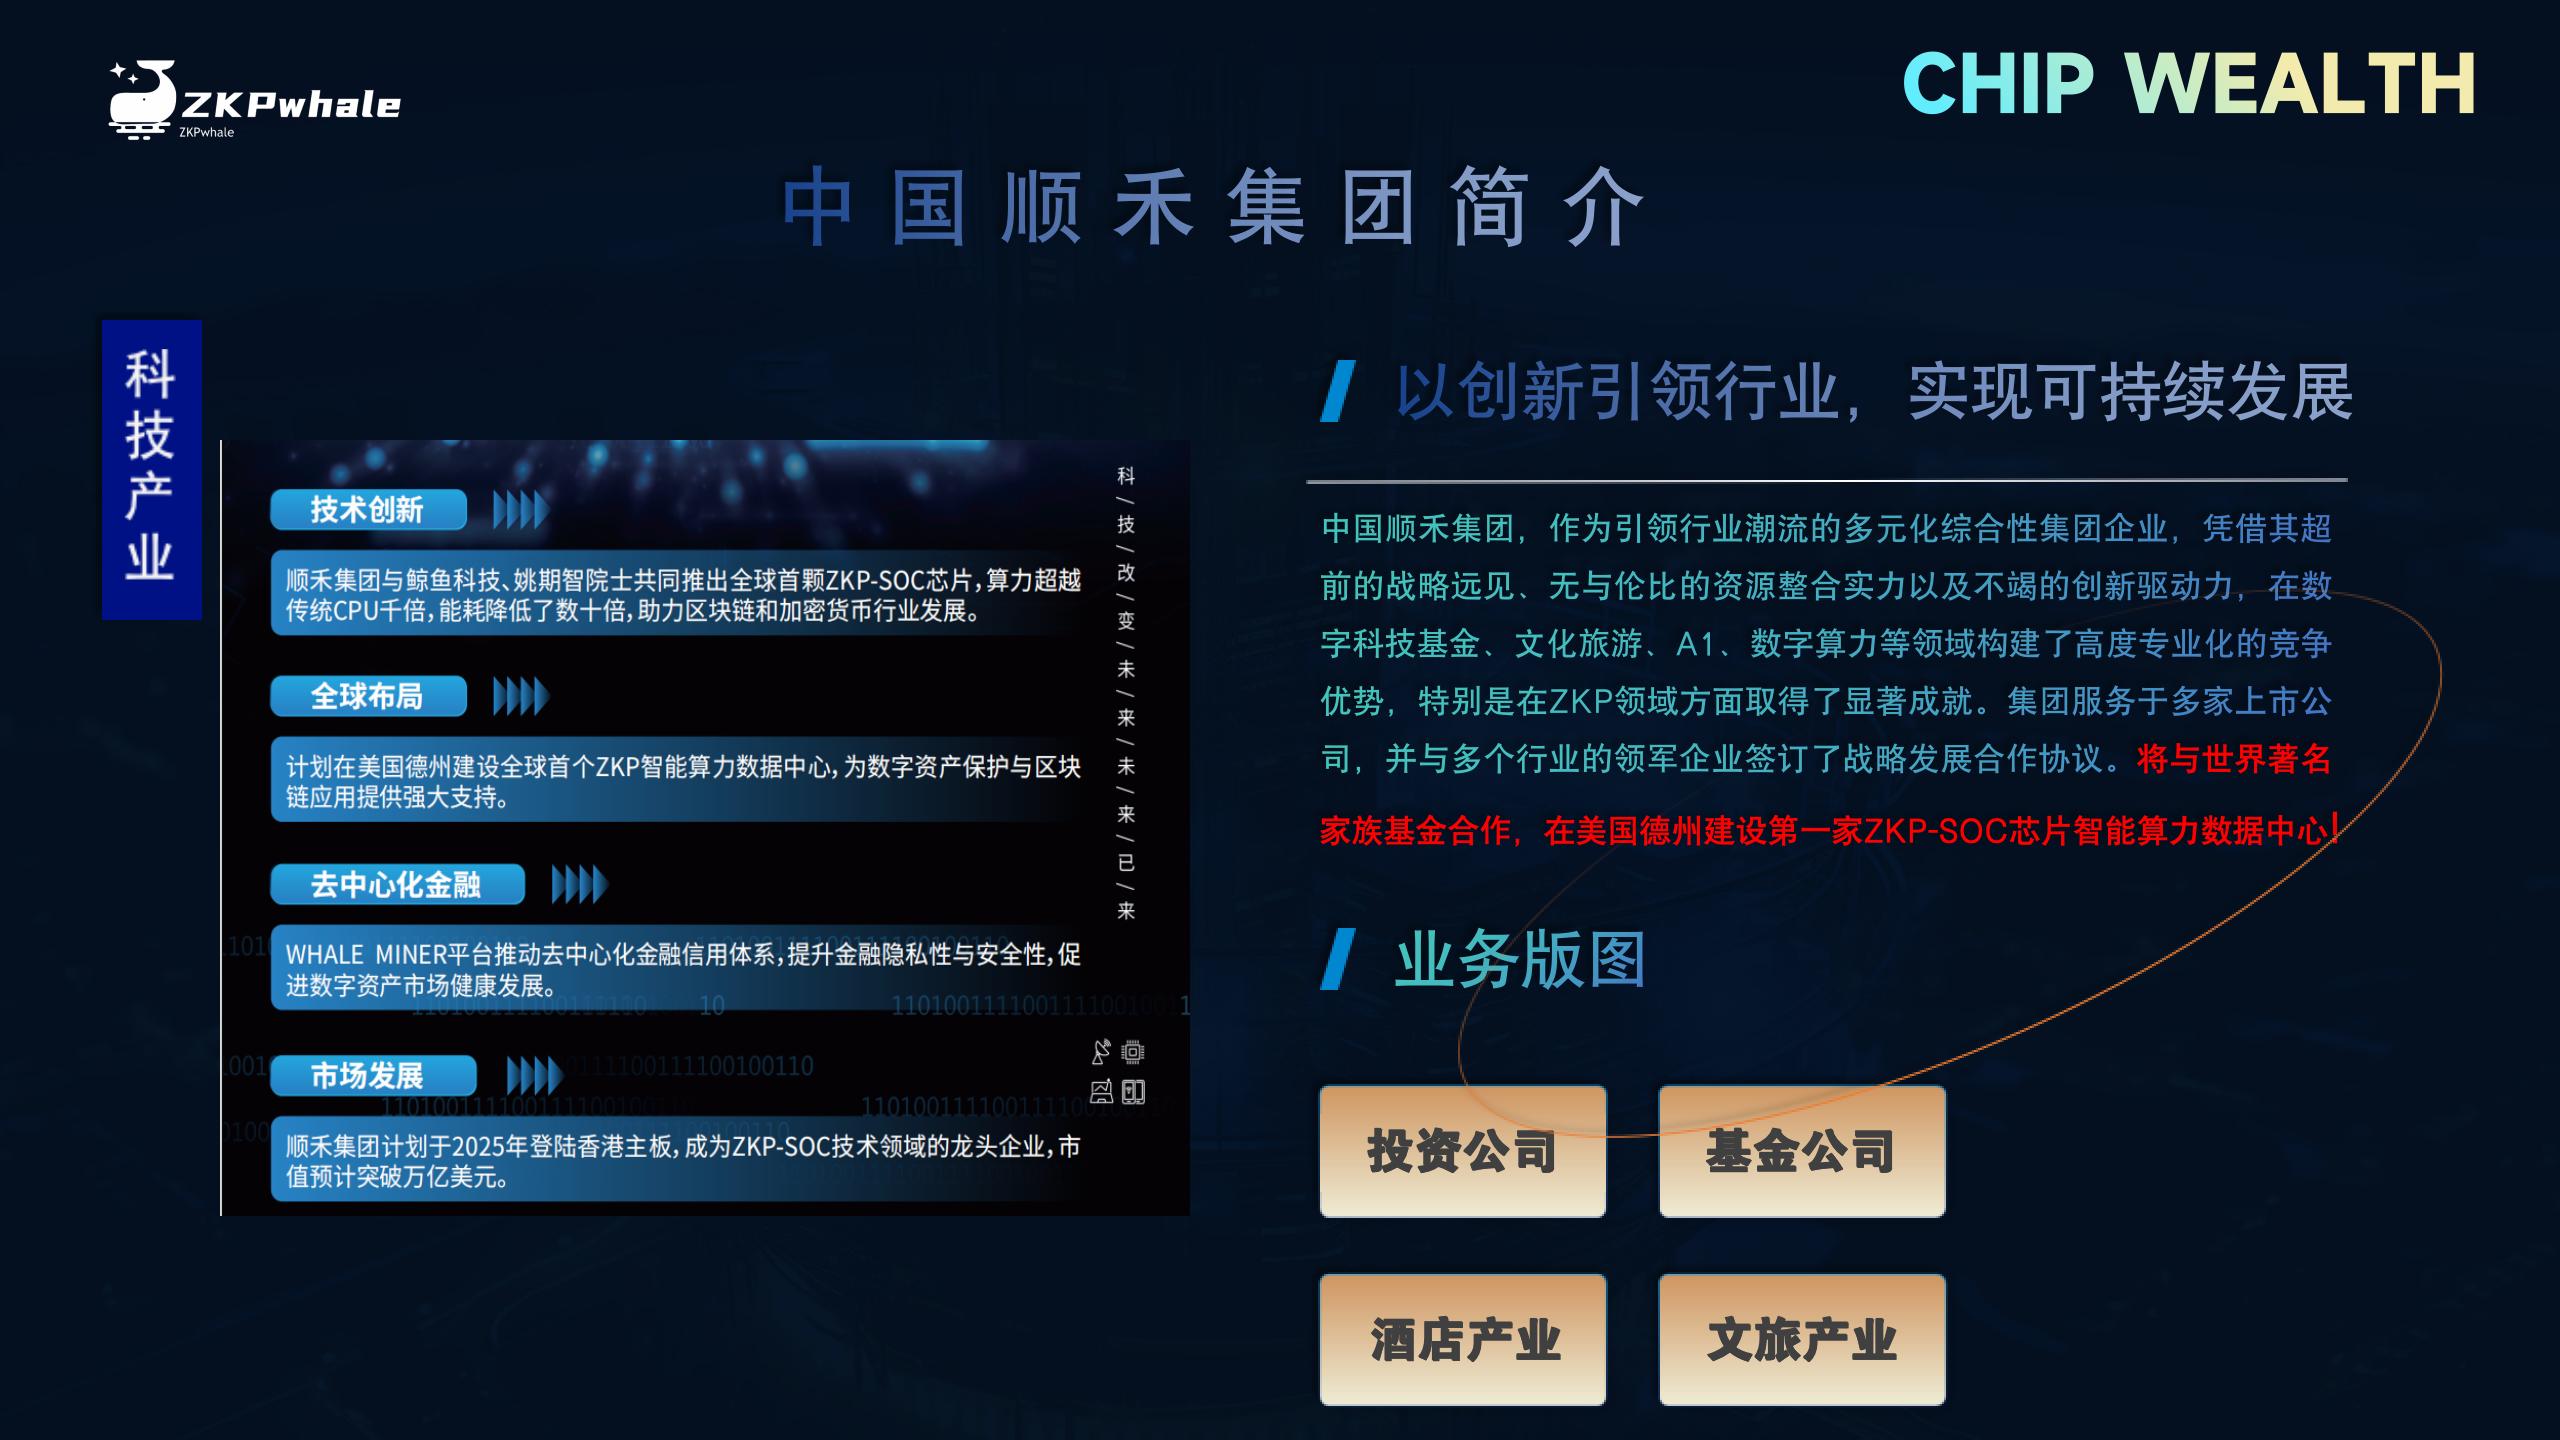 ZKPwhale
ZKPwhale
CHIP WEALTH
中国顺禾集团简介
科技产业
技术创新
顺禾集团与鲸鱼科技、姚期智院士共同推出全球首颗ZKP-SOC芯片，算力超越
传统CPU千倍，能耗降低了数十倍，助力区块链和加密货币行业发展。
全球布局
计划在美国德州建设全球首个ZKP智能算力数据中心，为数字资产保护与区块
链应用提供强大支持。
去中心化金融
WHALE MINER平台推动去中心化金融信用体系，提升金融隐私性与安全性，促
进数字资产市场健康发展。
市场发展
顺禾集团计划于2025年登陆香港主板，成为ZKP-SOC技术领域的龙头企业，市
值预计突破万亿美元。
科/技/改/变/未/来/未/来/已/来
以创新引领行业，实现可持续发展
中国顺禾集团，作为引领行业潮流的多元化综合性集团企业，凭借其超
前的战略远见、无与伦比的资源整合实力以及不竭的创新驱动力，在数
字科技基金、文化旅游、A1、数字算力等领域构建了高度专业化的竞争
优势，特别是在ZKP领域方面取得了显著成就。集团服务于多家上市公
司，并与多个行业的领军企业签订了战略发展合作协议。将与世界著名
家族基金合作，在美国德州建设第一家ZKP-SOC芯片智能算力数据中心!
业务版图
投资公司
基金公司
酒店产业
文旅产业